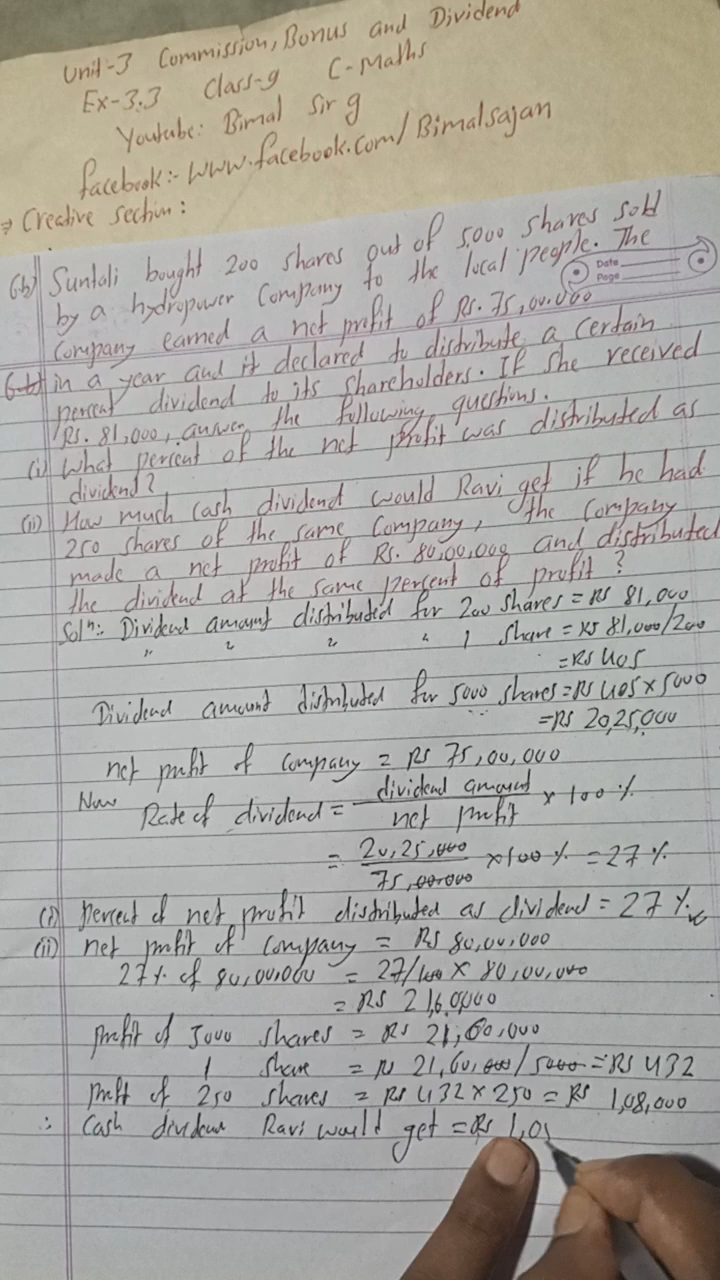 Unit-3 Commission, Bonus and Dividend
Ex-3.3 Class-9 C-Maths
Youtube: Bimal Sir g
facebook:- www.facebook.com/Bimalsajan
⇒ Creative section:
Date
Page
6b) Suntali bought 200 shares out of 5,000 shares sold
by a hydropower Company to the local people. The
Company earned a net profit of Rs. 75,00,000
in a year and it declared to distribute a certain
percent dividend to its shareholders. If she received
Rs. 81,000, answer the following questions.
(i) What percent of the net profit was distributed as
dividend?
(ii) How much cash dividend would Ravi get if he had
250 shares of the same Company, the company
made a net profit of Rs. 80,00,000 and distributed
the dividend at the same percent of profit?
Solⁿ: Dividend amount distributed for 200 shares = Rs 81,000
" " " " 1 share = Rs 81,000/200
= Rs 405
Dividend amount distributed for 5000 shares = Rs 405 × 5000
= Rs 20,25,000
net profit of company = Rs 75,00,000
Now
Rate of dividend = dividend amount / net profit × 100 %
= 20,25,000 / 75,00,000 × 100 % = 27 %
(i) Percent of net profit distributed as dividend = 27 %
(ii) net profit of company = Rs 80,00,000
27% of 80,00,000 = 27/100 × 80,00,000
= Rs 21,60,000
profit of 5000 shares = Rs 21,60,000
1 share = Rs 21,60,000/5000 = Rs 432
Profit of 250 shares = Rs 432 × 250 = Rs 1,08,000
∴ Cash dividend Ravi would get = Rs 1,0